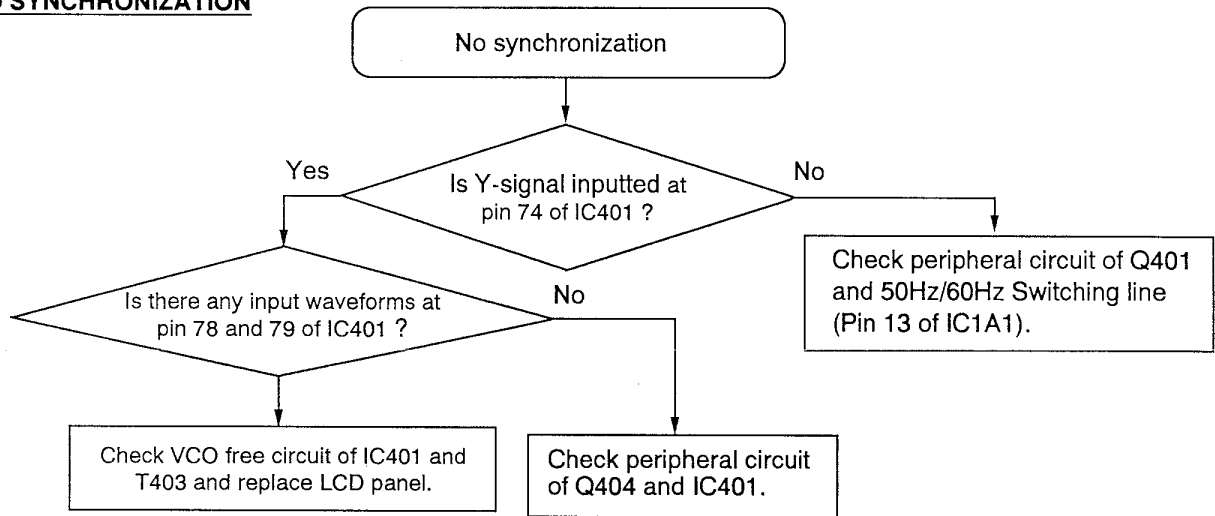 SYNCHRONIZATION
No synchronization
Yes
Is Y-signal inputted at
pin 74 of IC401 ?
No
Is there any input waveforms at
pin 78 and 79 of IC401 ?
No
Check peripheral circuit of Q401
and 50Hz/60Hz Switching line
(Pin 13 of IC1A1).
Check VCO free circuit of IC401 and
T403 and replace LCD panel.
Check peripheral circuit
of Q404 and IC401.